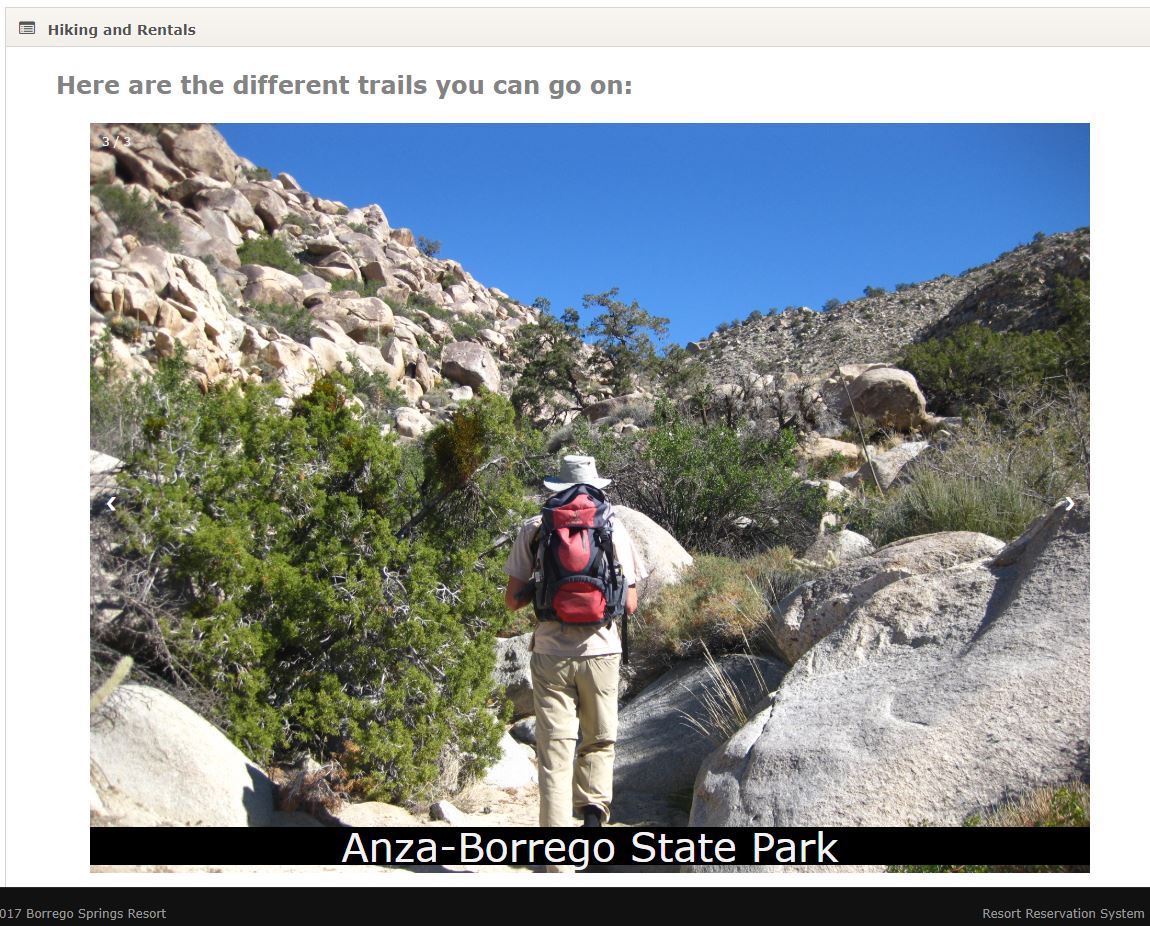 Hiking and Rentals
Here are the different trails you can go on:
3 / 3
❮ ❯
Anza-Borrego State Park
017 Borrego Springs Resort
Resort Reservation System